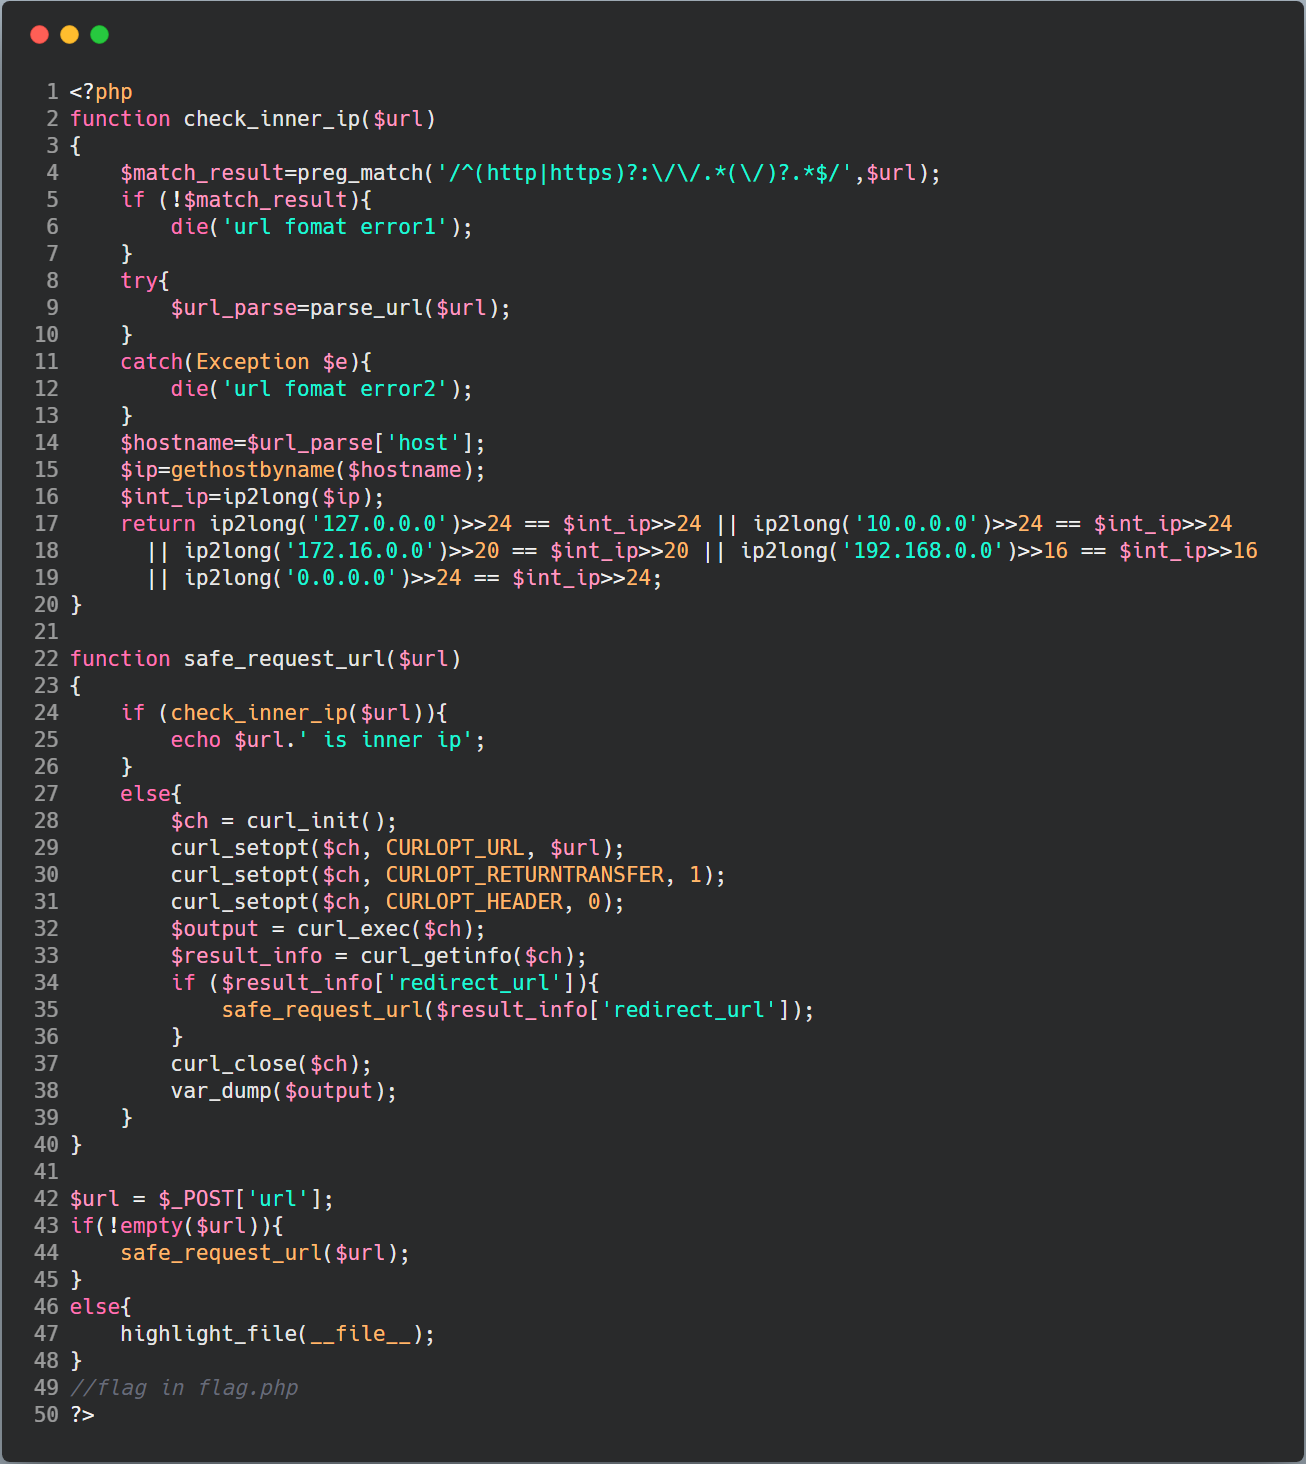 1 <?php
2 function check_inner_ip($url)
3 {
4     $match_result=preg_match('/^(http|https)?:\/\/.*(\/)?.*$/',$url);
5     if (!$match_result){
6         die('url fomat error1');
7     }
8     try{
9         $url_parse=parse_url($url);
10     }
11     catch(Exception $e){
12         die('url fomat error2');
13     }
14     $hostname=$url_parse['host'];
15     $ip=gethostbyname($hostname);
16     $int_ip=ip2long($ip);
17     return ip2long('127.0.0.0')>>24 == $int_ip>>24 || ip2long('10.0.0.0')>>24 == $int_ip>>24
18       || ip2long('172.16.0.0')>>20 == $int_ip>>20 || ip2long('192.168.0.0')>>16 == $int_ip>>16
19       || ip2long('0.0.0.0')>>24 == $int_ip>>24;
20 }
21
22 function safe_request_url($url)
23 {
24     if (check_inner_ip($url)){
25         echo $url.' is inner ip';
26     }
27     else{
28         $ch = curl_init();
29         curl_setopt($ch, CURLOPT_URL, $url);
30         curl_setopt($ch, CURLOPT_RETURNTRANSFER, 1);
31         curl_setopt($ch, CURLOPT_HEADER, 0);
32         $output = curl_exec($ch);
33         $result_info = curl_getinfo($ch);
34         if ($result_info['redirect_url']){
35             safe_request_url($result_info['redirect_url']);
36         }
37         curl_close($ch);
38         var_dump($output);
39     }
40 }
41
42 $url = $_POST['url'];
43 if(!empty($url)){
44     safe_request_url($url);
45 }
46 else{
47     highlight_file(__file__);
48 }
49 //flag in flag.php
50 ?>